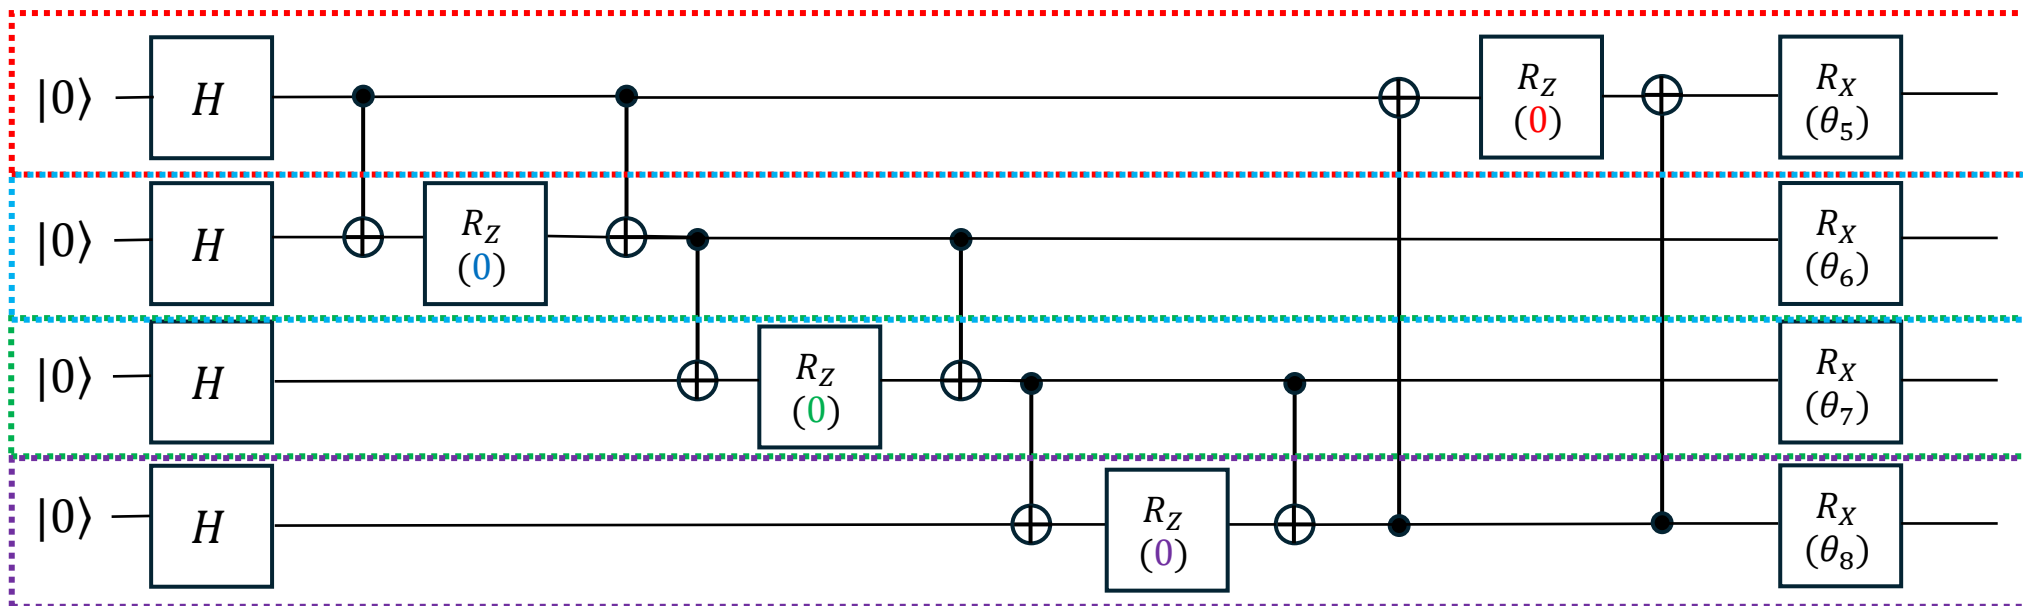 |0⟩ H R_Z (0) R_X (θ_5)
|0⟩ H R_Z (0) R_X (θ_6)
|0⟩ H R_Z (0) R_X (θ_7)
|0⟩ H R_Z (0) R_X (θ_8)